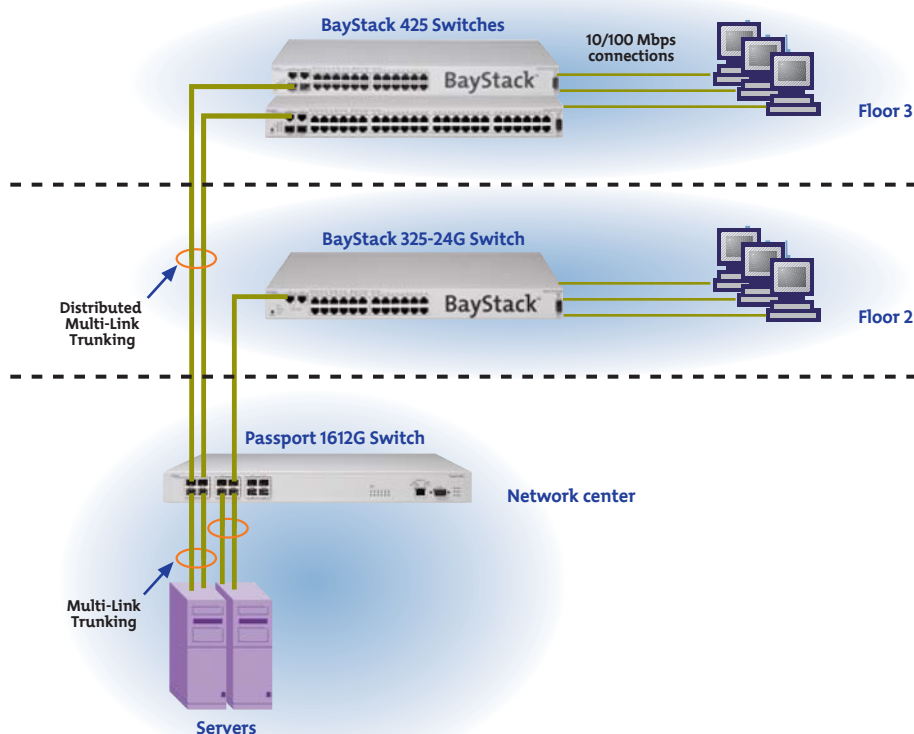 BayStack 425 Switches
10/100 Mbps
connections
BayStack
Floor 3
BayStack 325-24G Switch
BayStack
Distributed
Multi-Link
Trunking
Floor 2
Passport 1612G Switch
Network center
Multi-Link
Trunking
Servers